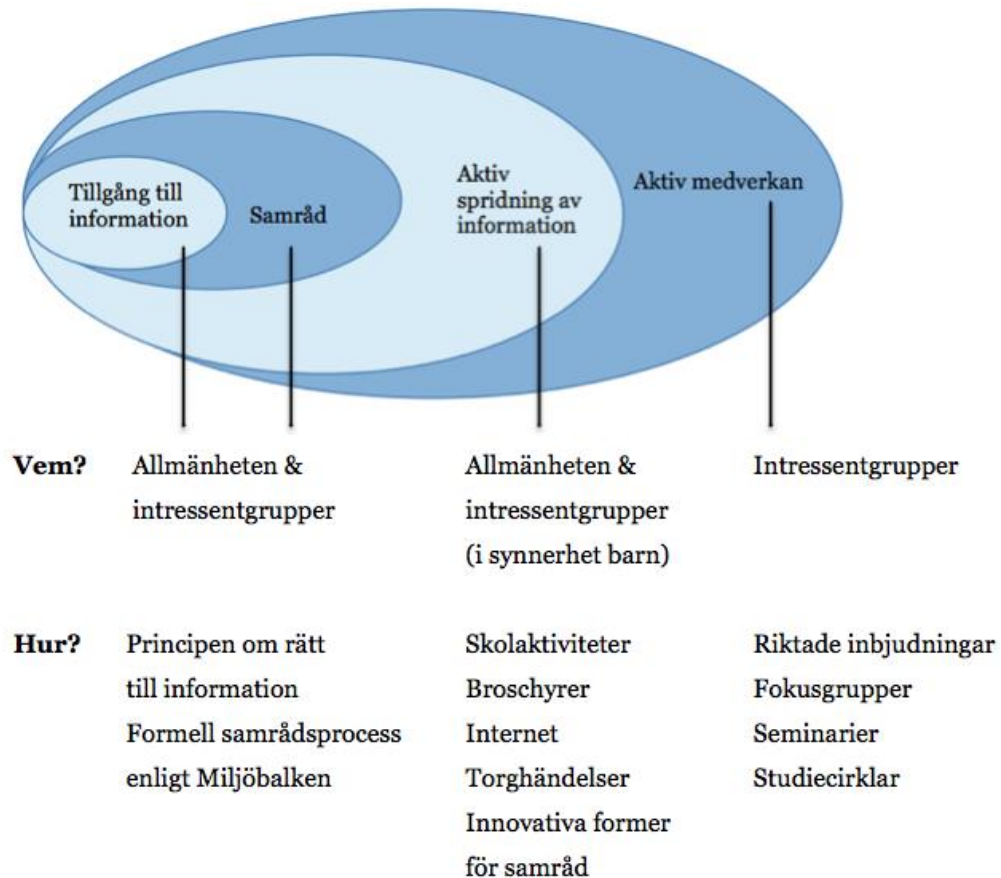 Tillgång till
information
Samråd
Aktiv
spridning av
information
Aktiv medverkan
Vem?
Allmänheten &
intressentgrupper
Allmänheten &
intressentgrupper
(i synnerhet barn)
Intressentgrupper
Hur?
Principen om rätt
till information
Formell samrådsprocess
enligt Miljöbalken
Skolaktiviteter
Broschyrer
Internet
Torghändelser
Innovativa former
för samråd
Riktade inbjudningar
Fokusgrupper
Seminarier
Studiecirklar